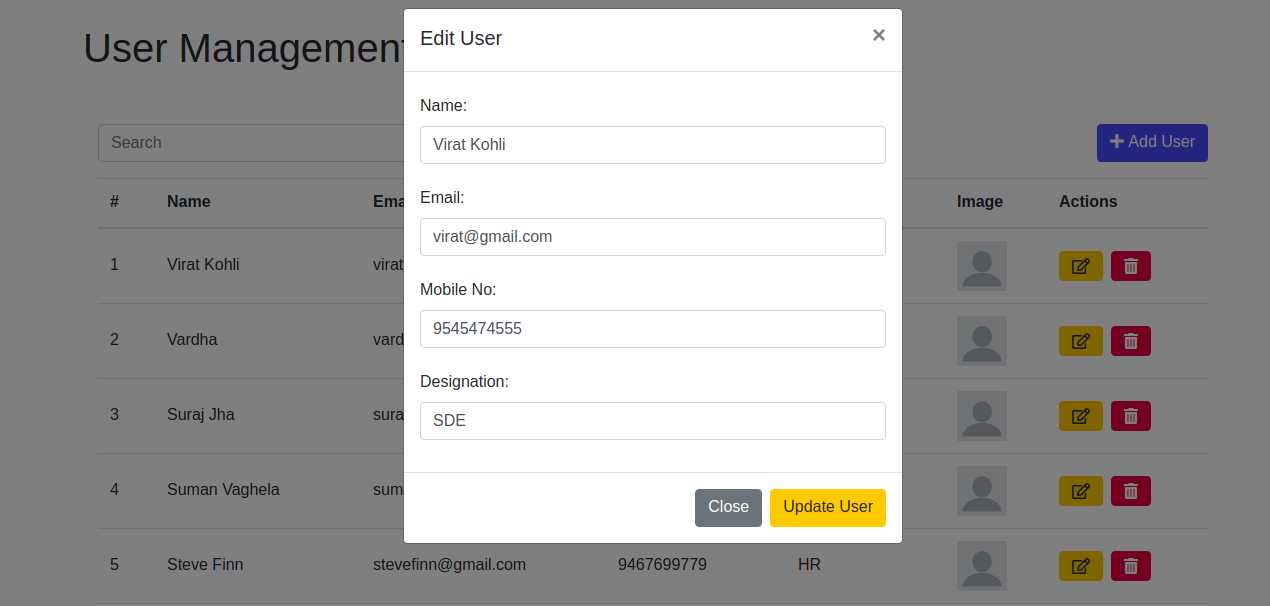 User Management
Edit User
×
Name:
Virat Kohli
Email:
virat@gmail.com
Mobile No:
9545474555
Designation:
SDE
Close Update User
Search
Add User
# Name Ema Image Actions
1 Virat Kohli virat
2 Vardha vard
3 Suraj Jha sura
4 Suman Vaghela sum
5 Steve Finn stevefinn@gmail.com 9467699779 HR